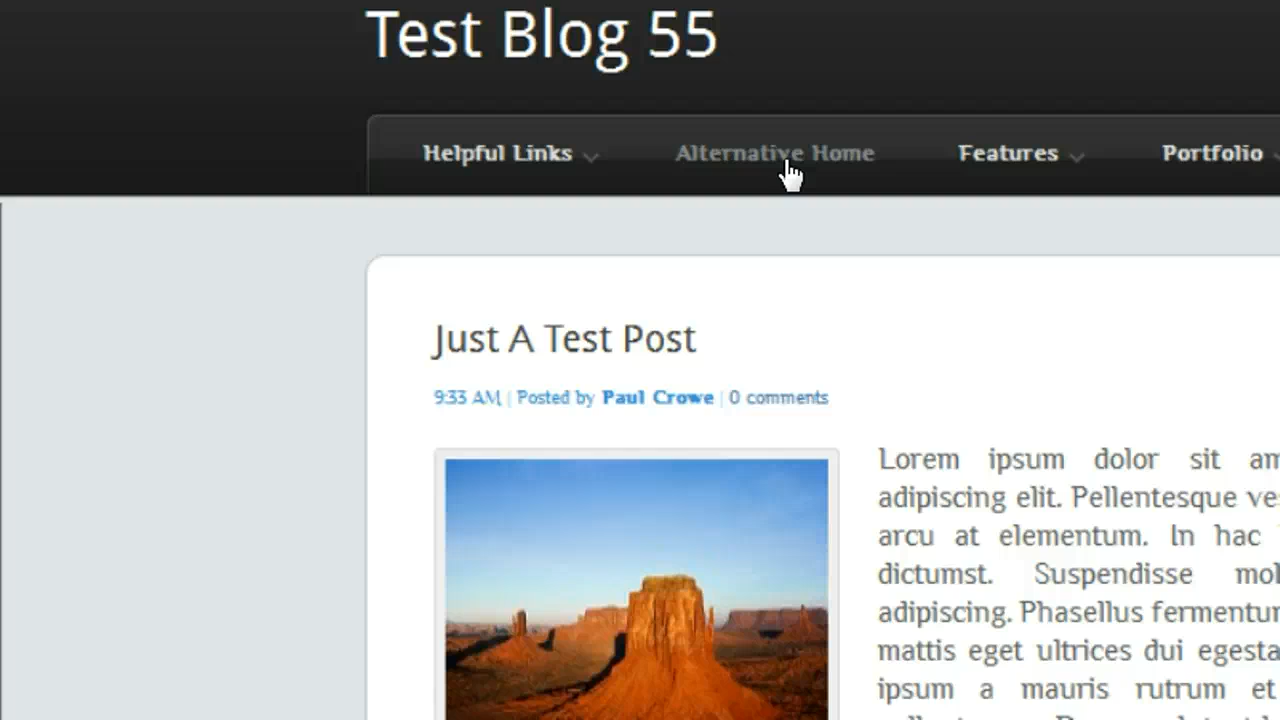 Test Blog 55
Helpful Links Alternative Home Features Portfolio
Just A Test Post
9:33 AM | Posted by Paul Crowe | 0 comments
Lorem ipsum dolor sit
adipiscing elit. Pellentesque
arcu at elementum. In hac
dictumst. Suspendisse
adipiscing. Phasellus
mattis eget ultrices dui
ipsum a mauris rutrum et